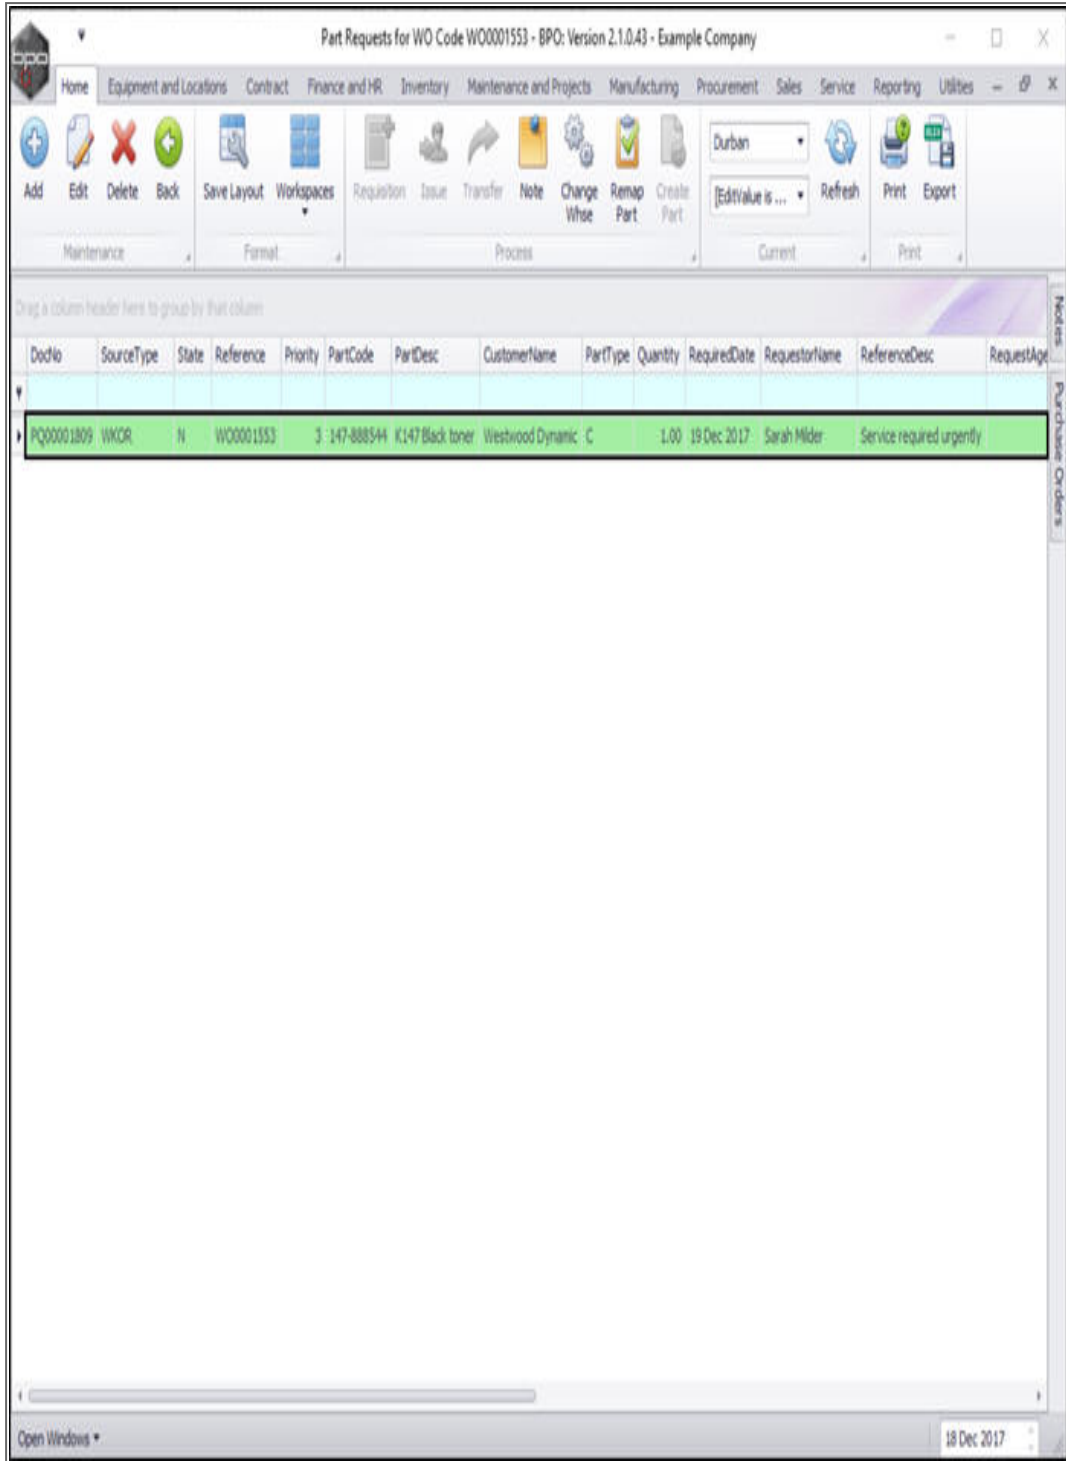 Part Requests for WO Code WO0001553 - BPO: Version 2.1.0.43 - Example Company
bpo
Home Equipment and Locations Contract Finance and HR Inventory Maintenance and Projects Manufacturing Procurement Sales Service Reporting Utilities
Add Edit Delete Back Save Layout Workspaces Requisition Issue Transfer Note Change Whse Remap Part Create Part Durban [EditValue is ... Refresh Print Export
Maintenance Format Process Current Print
Drag a column header here to group by that column
DocNo SourceType State Reference Priority PartCode PartDesc CustomerName PartType Quantity RequiredDate RequestorName ReferenceDesc RequestAge
PQ00001809 WKOR N WO0001553 3 147-888544 K147 Black toner Westwood Dynamic C 1.00 19 Dec 2017 Sarah Milder Service required urgently
Notes
Purchase Orders
Open Windows 18 Dec 2017